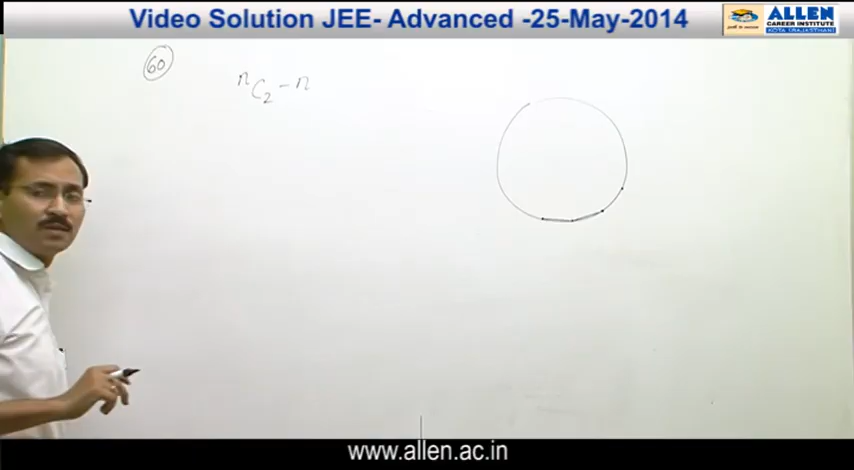 Video Solution JEE- Advanced -25-May-2014
ALLEN
CAREER INSTITUTE
KOTA (RAJASTHAN)
60
ⁿC₂ - n
www.allen.ac.in